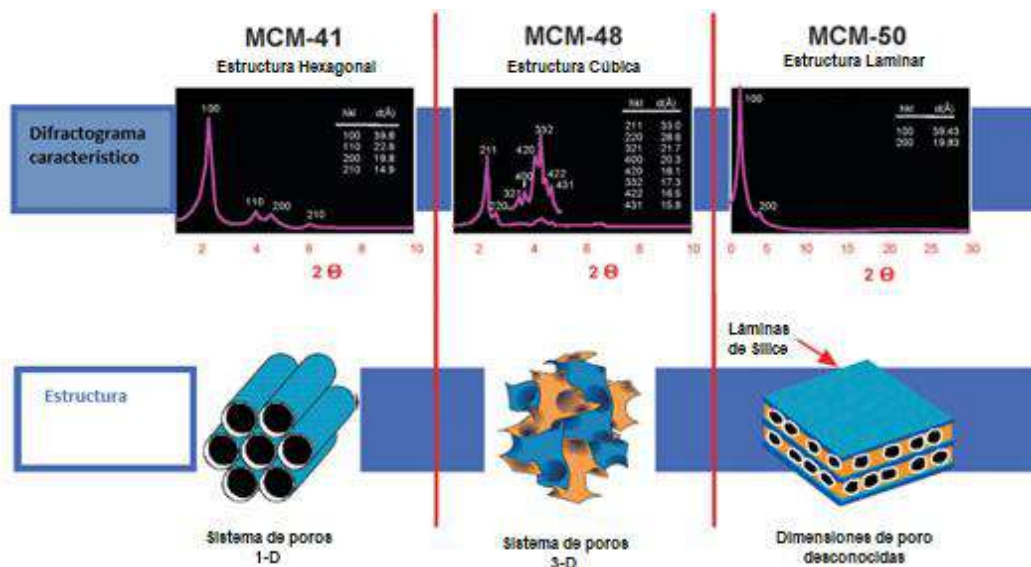 MCM-41
Estructura Hexagonal
MCM-48
Estructura Cúbica
MCM-50
Estructura Laminar
Difractograma
característico
100
110
200
210
hkl d(Å)
100 39.8
110 22.9
200 19.8
210 14.9
2 4 6 8 10
2 Θ
211
220
321
400
420
332
422
431
hkl d(Å)
211 33.0
220 28.6
321 21.7
400 20.3
420 18.1
332 17.3
422 16.5
431 15.9
2 4 6 8 10
2 Θ
100
200
hkl d(Å)
100 39.43
200 19.83
0 5 10 15 20 25 30
2 Θ
Estructura
Láminas
de Sílice
Sistema de poros
1-D
Sistema de poros
3-D
Dimensiones de poro
desconocidas